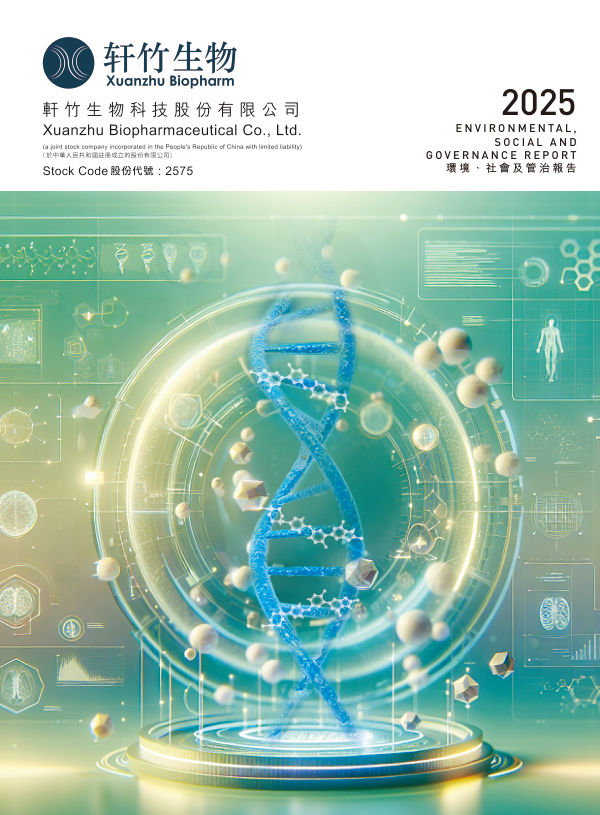 轩竹生物
Xuanzhu Biopharm
軒竹生物科技股份有限公司
Xuanzhu Biopharmaceutical Co., Ltd.
(a joint stock company incorporated in the People's Republic of China with limited liability)
（於中華人民共和國註冊成立的股份有限公司）
Stock Code 股份代號 : 2575
2025
ENVIRONMENTAL,
SOCIAL AND
GOVERNANCE REPORT
環境、社會及管治報告